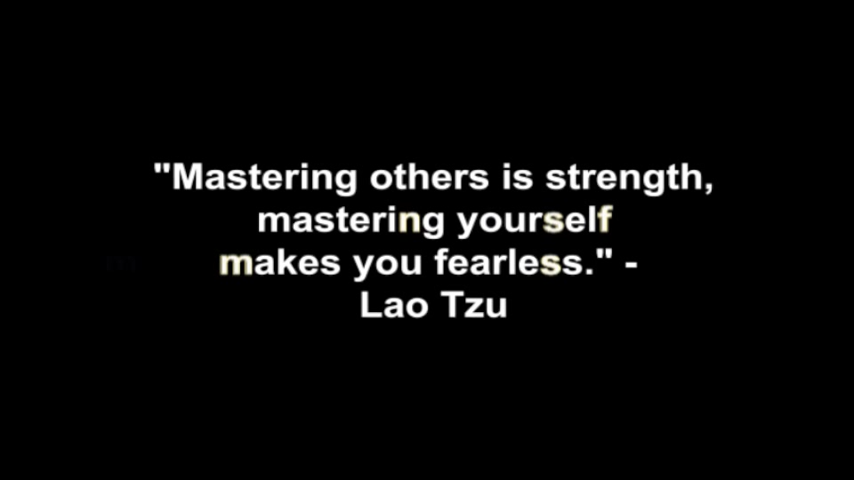 "Mastering others is strength,
mastering yourself
makes you fearless." -
Lao Tzu